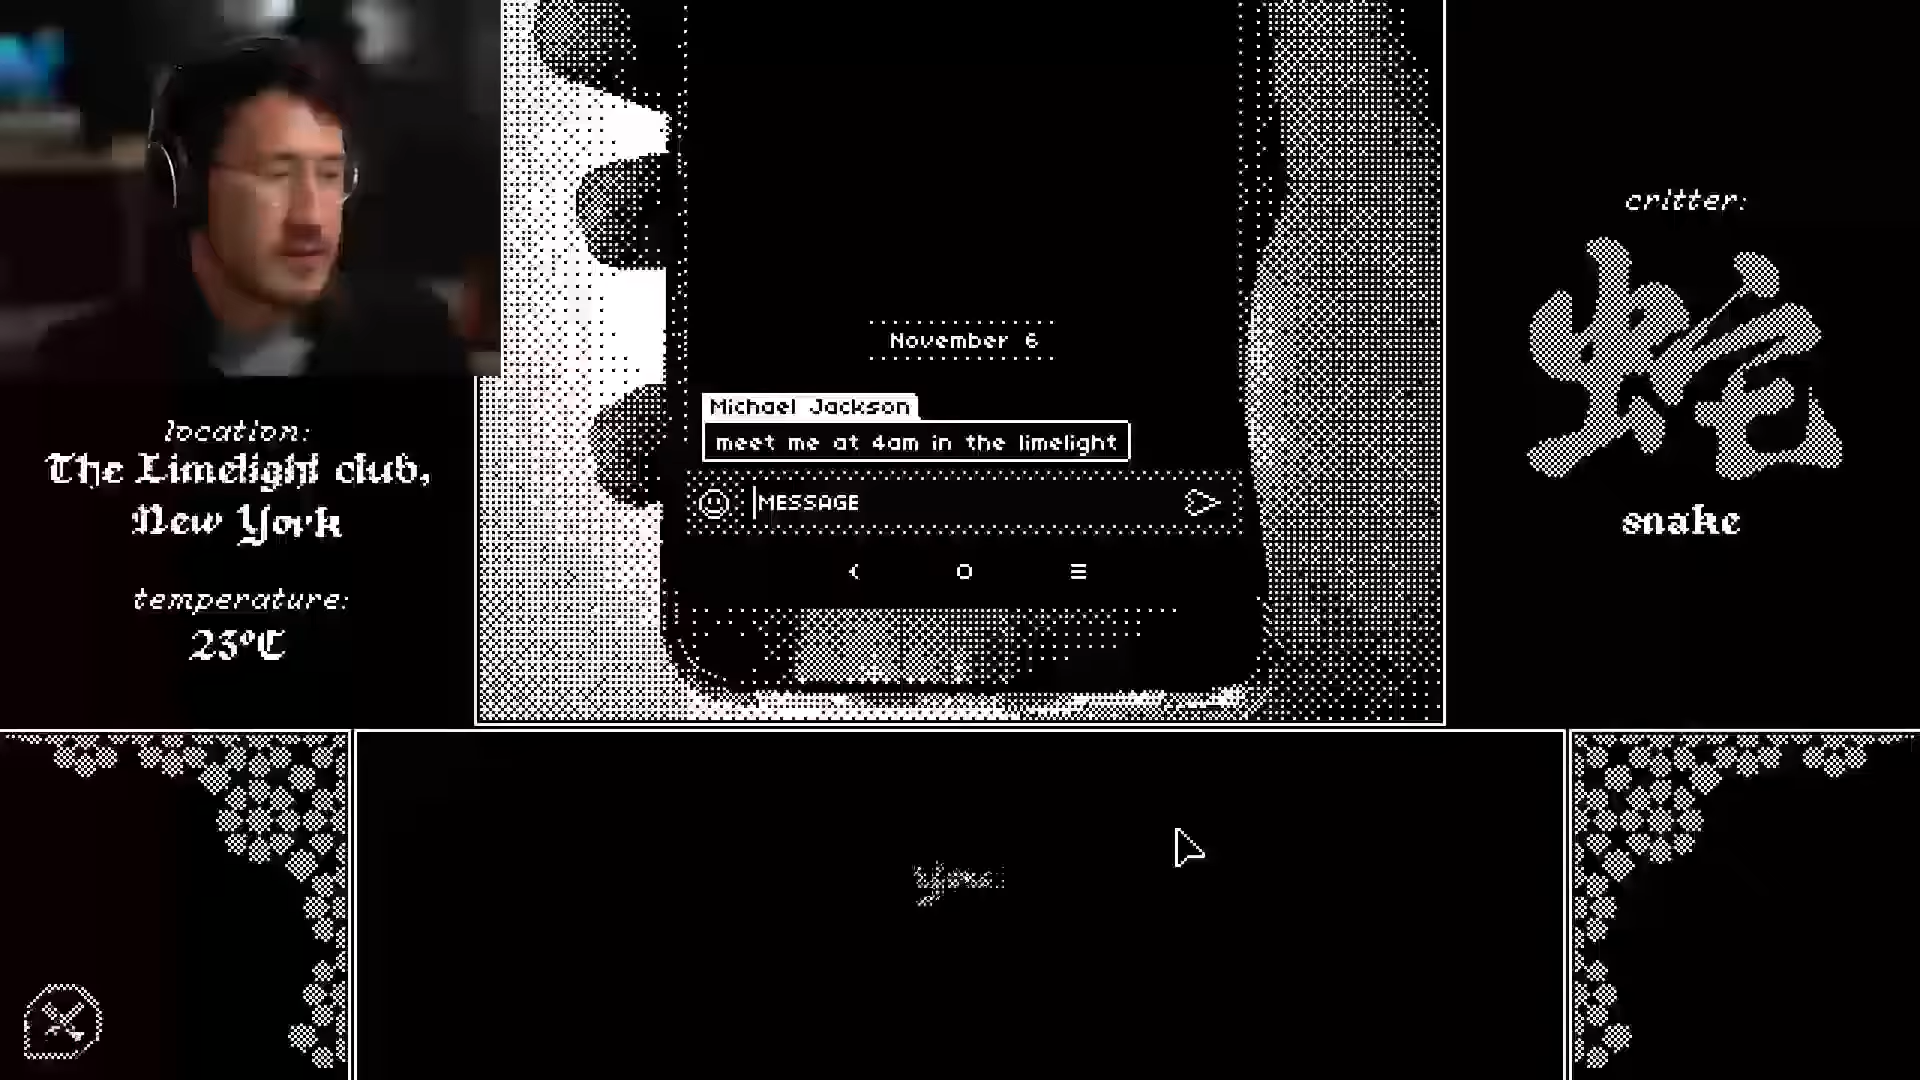 location:
The Limelight club,
New York
temperature:
23ºC
November 6
Michael Jackson
meet me at 4am in the limelight
MESSAGE
critter:
蛇
snake